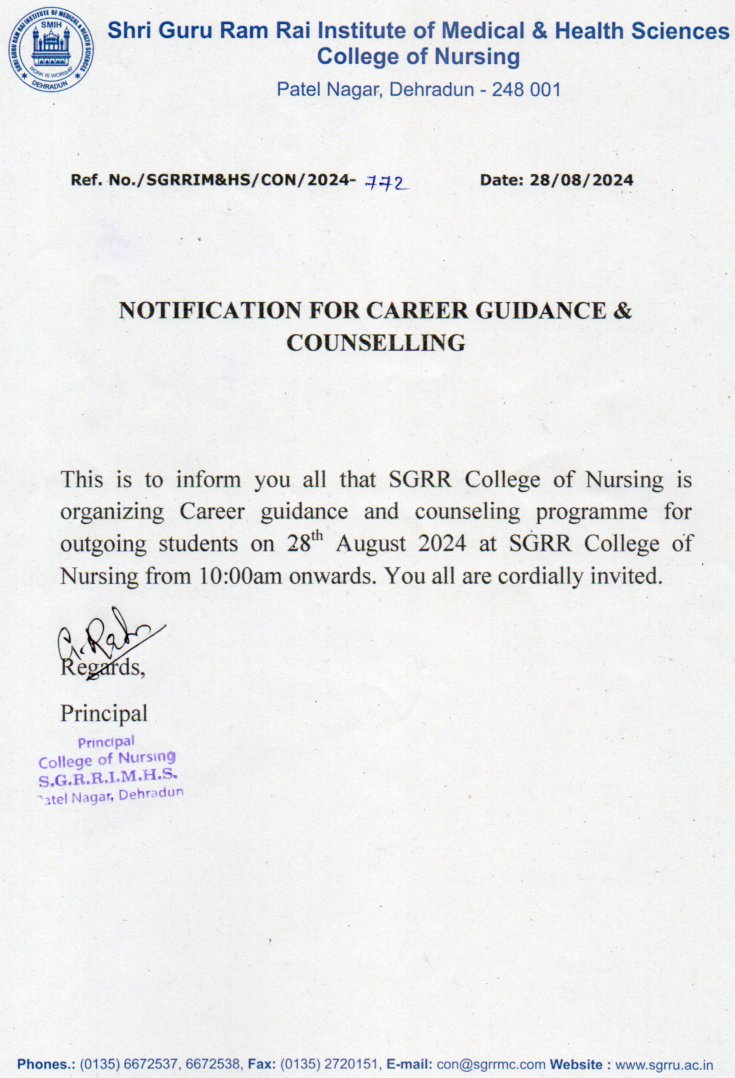 SHRI GURU RAM RAI INSTITUTE OF MEDICAL & HEALTH SCIENCES
SMIH
WORK IS WORSHIP
DEHRADUN
Shri Guru Ram Rai Institute of Medical & Health Sciences
College of Nursing
Patel Nagar, Dehradun - 248 001
Ref. No./SGRRIM&HS/CON/2024- 772
Date: 28/08/2024
NOTIFICATION FOR CAREER GUIDANCE &
COUNSELLING
This is to inform you all that SGRR College of Nursing is
organizing Career guidance and counseling programme for
outgoing students on 28th August 2024 at SGRR College of
Nursing from 10:00am onwards. You all are cordially invited.
Regards,
Principal
Principal
College of Nursing
S.G.R.R.I.M.H.S.
Patel Nagar, Dehradun
Phones.: (0135) 6672537, 6672538, Fax: (0135) 2720151, E-mail: con@sgrrmc.com Website : www.sgrru.ac.in